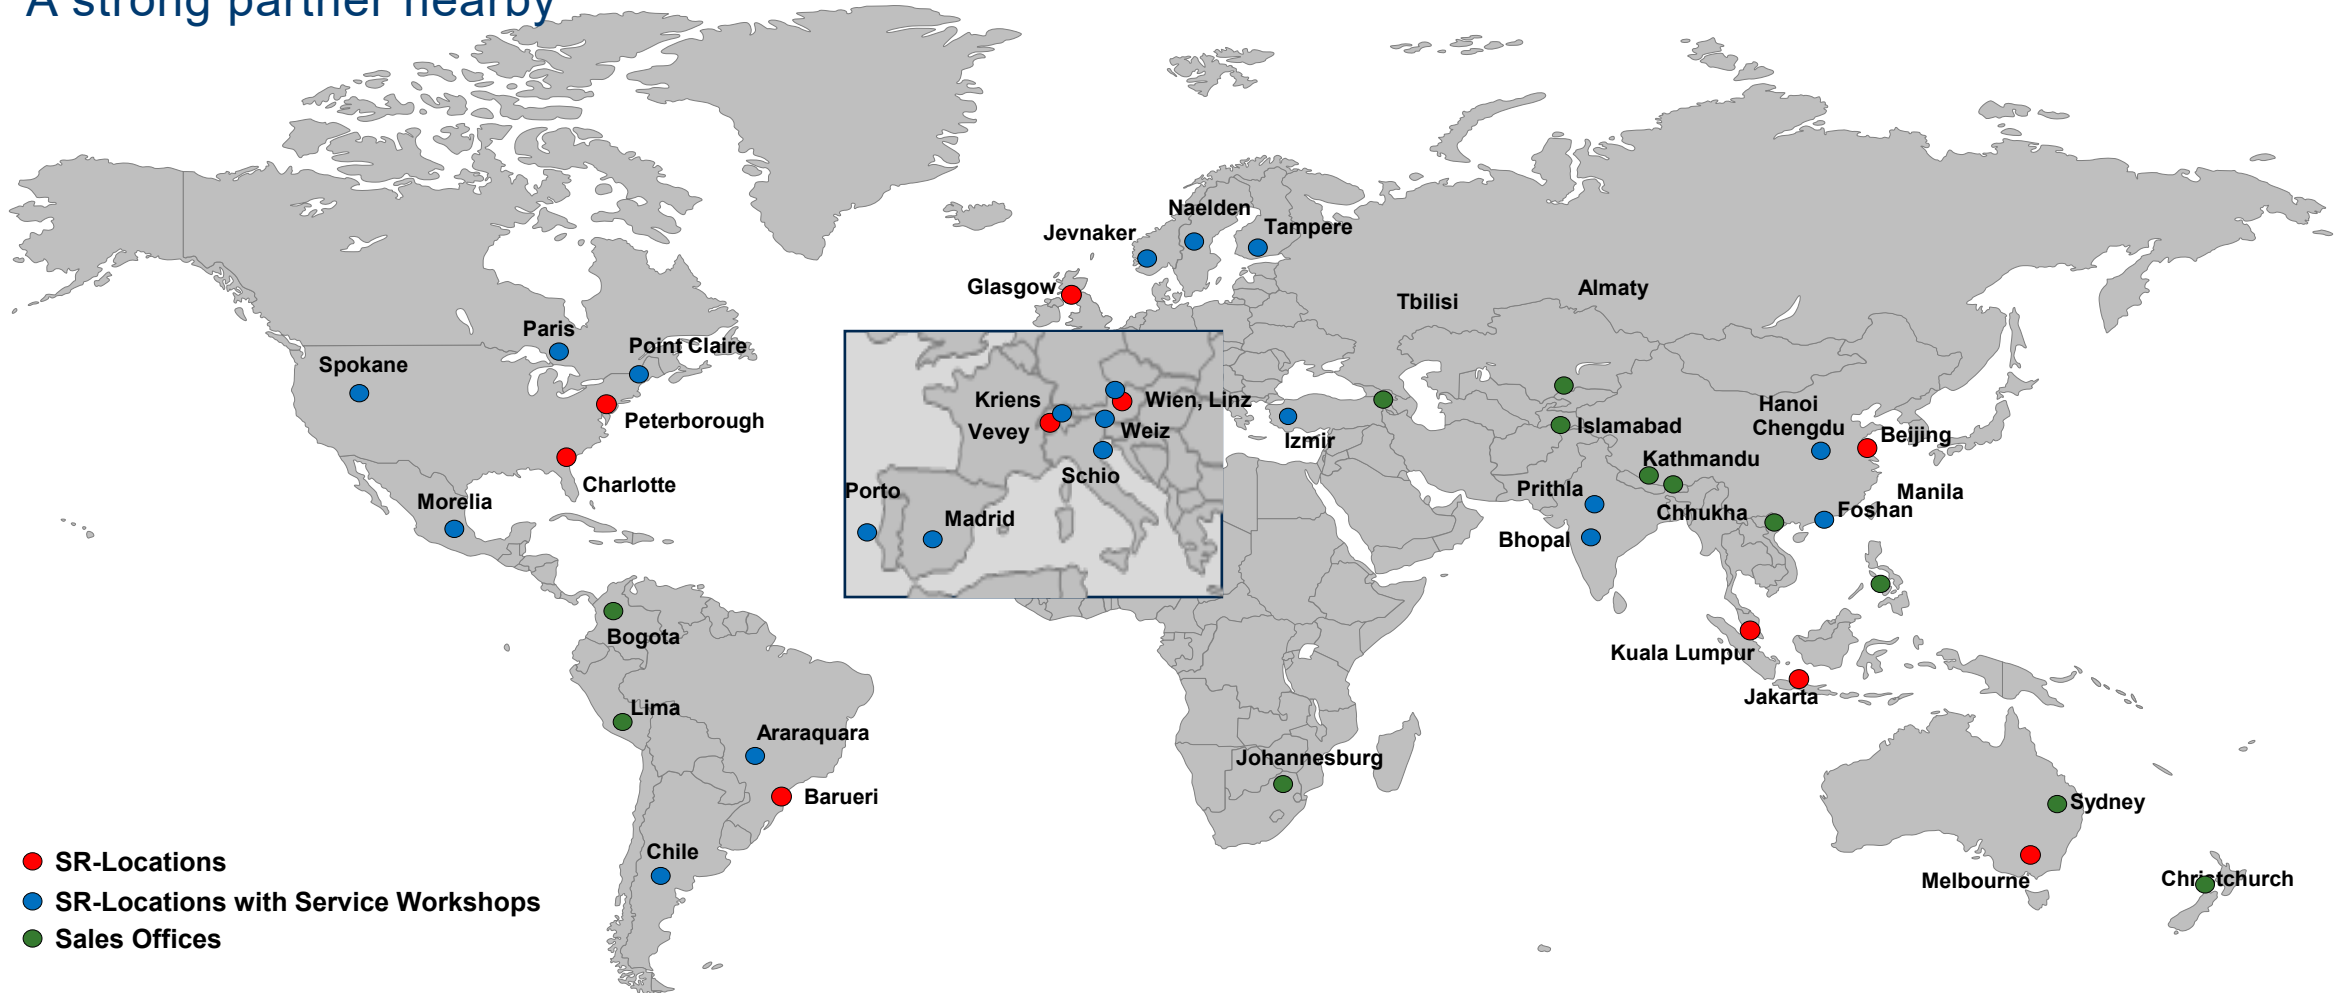 A strong partner nearby
Naelden
Jevnaker
Tampere
Glasgow
Almaty
Tbilisi
Paris
Point Claire
Spokane
Peterborough
Charlotte
Morelia
Kriens
Wien, Linz
Vevey
Weiz
Schio
Porto
Madrid
Izmir
Islamabad
Hanoi
Chengdu
Beijing
Kathmandu
Prithla
Manila
Chhukha
Foshan
Bhopal
Bogota
Kuala Lumpur
Jakarta
Lima
Araraquara
Johannesburg
Barueri
Sydney
Chile
Melbourne
Christchurch
SR-Locations
SR-Locations with Service Workshops
Sales Offices